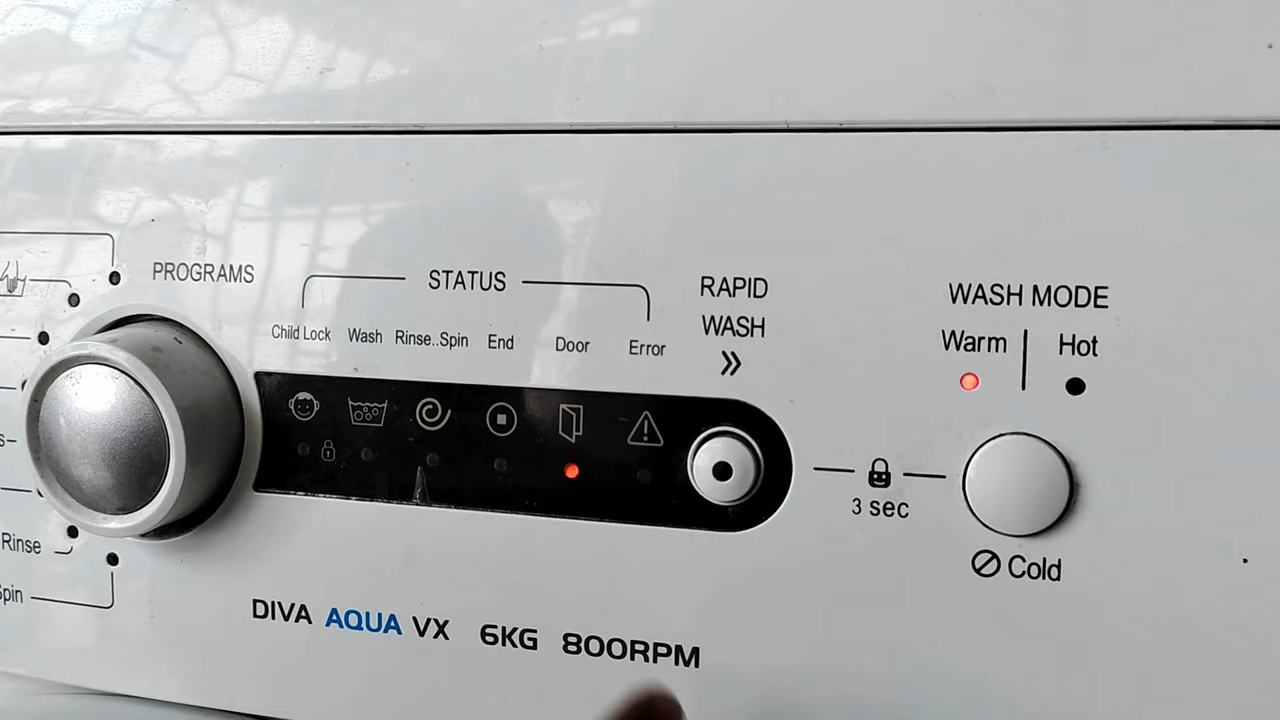 PROGRAMS
STATUS
Child Lock Wash Rinse..Spin End Door Error
RAPID
WASH
WASH MODE
Warm Hot
3 sec
Cold
Rinse
DIVA AQUA VX 6KG 800RPM